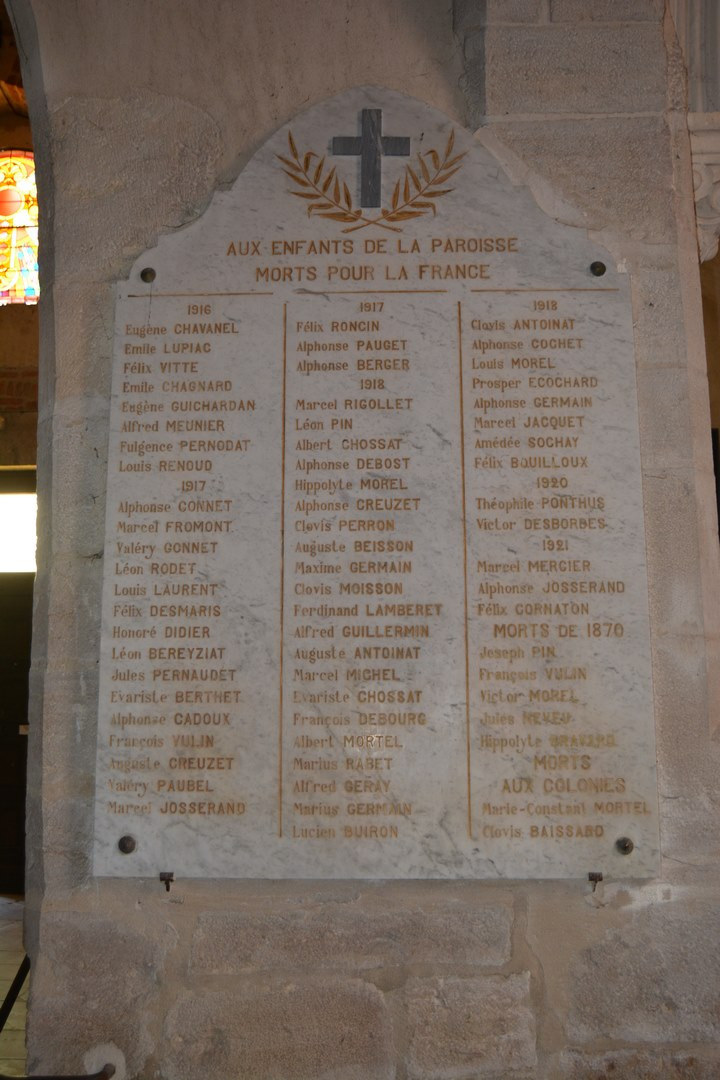 AUX ENFANTS DE LA PAROISSE
MORTS POUR LA FRANCE
1916
Eugène CHAVANEL
Emile LUPIAC
Félix VITTE
Emile CHAGNARD
Eugène GUICHARDAN
Alfred MEUNIER
Fulgence PERNODAT
Louis RENOUD
1917
Alphonse CONNET
Marcel FROMONT
Valéry GONNET
Léon RODET
Louis LAURENT
Félix DESMARIS
Honoré DIDIER
Léon BEREYZIAT
Jules PERNAUDET
Evariste BERTHET
Alphonse CADOUX
François VULIN
Auguste CREUZET
Valéry PAUBEL
Marcel JOSSERAND
1917
Félix RONCIN
Alphonse PAUGET
Alphonse BERGER
1918
Marcel RIGOLLET
Léon PIN
Albert CHOSSAT
Alphonse DEBOST
Hippolyte MOREL
Alphonse CREUZET
Clovis PERRON
Auguste BEISSON
Maxime GERMAIN
Clovis MOISSON
Ferdinand LAMBERET
Alfred GUILLERMIN
Auguste ANTOINAT
Marcel MICHEL
Evariste CHOSSAT
François DEBOURG
Albert MORTEL
Marius RABET
Alfred GERAY
Marius GERMAIN
Lucien BUIRON
1918
Clovis ANTOINAT
Alphonse COCHET
Louis MOREL
Prosper ECOCHARD
Alphonse GERMAIN
Marcel JACQUET
Amédée SOCHAY
Félix BOUILLOUX
1920
Théophile PONTHUS
Victor DESBORBES
1921
Marcel MERCIER
Alphonse JOSSERAND
Félix CORNATON
MORTS DE 1870
Joseph PIN
François VULIN
Victor MOREL
Jules NEVEU
Hippolyte
MORTS
AUX COLONIES
Marie-Constant MORTEL
Clovis BAISSARD